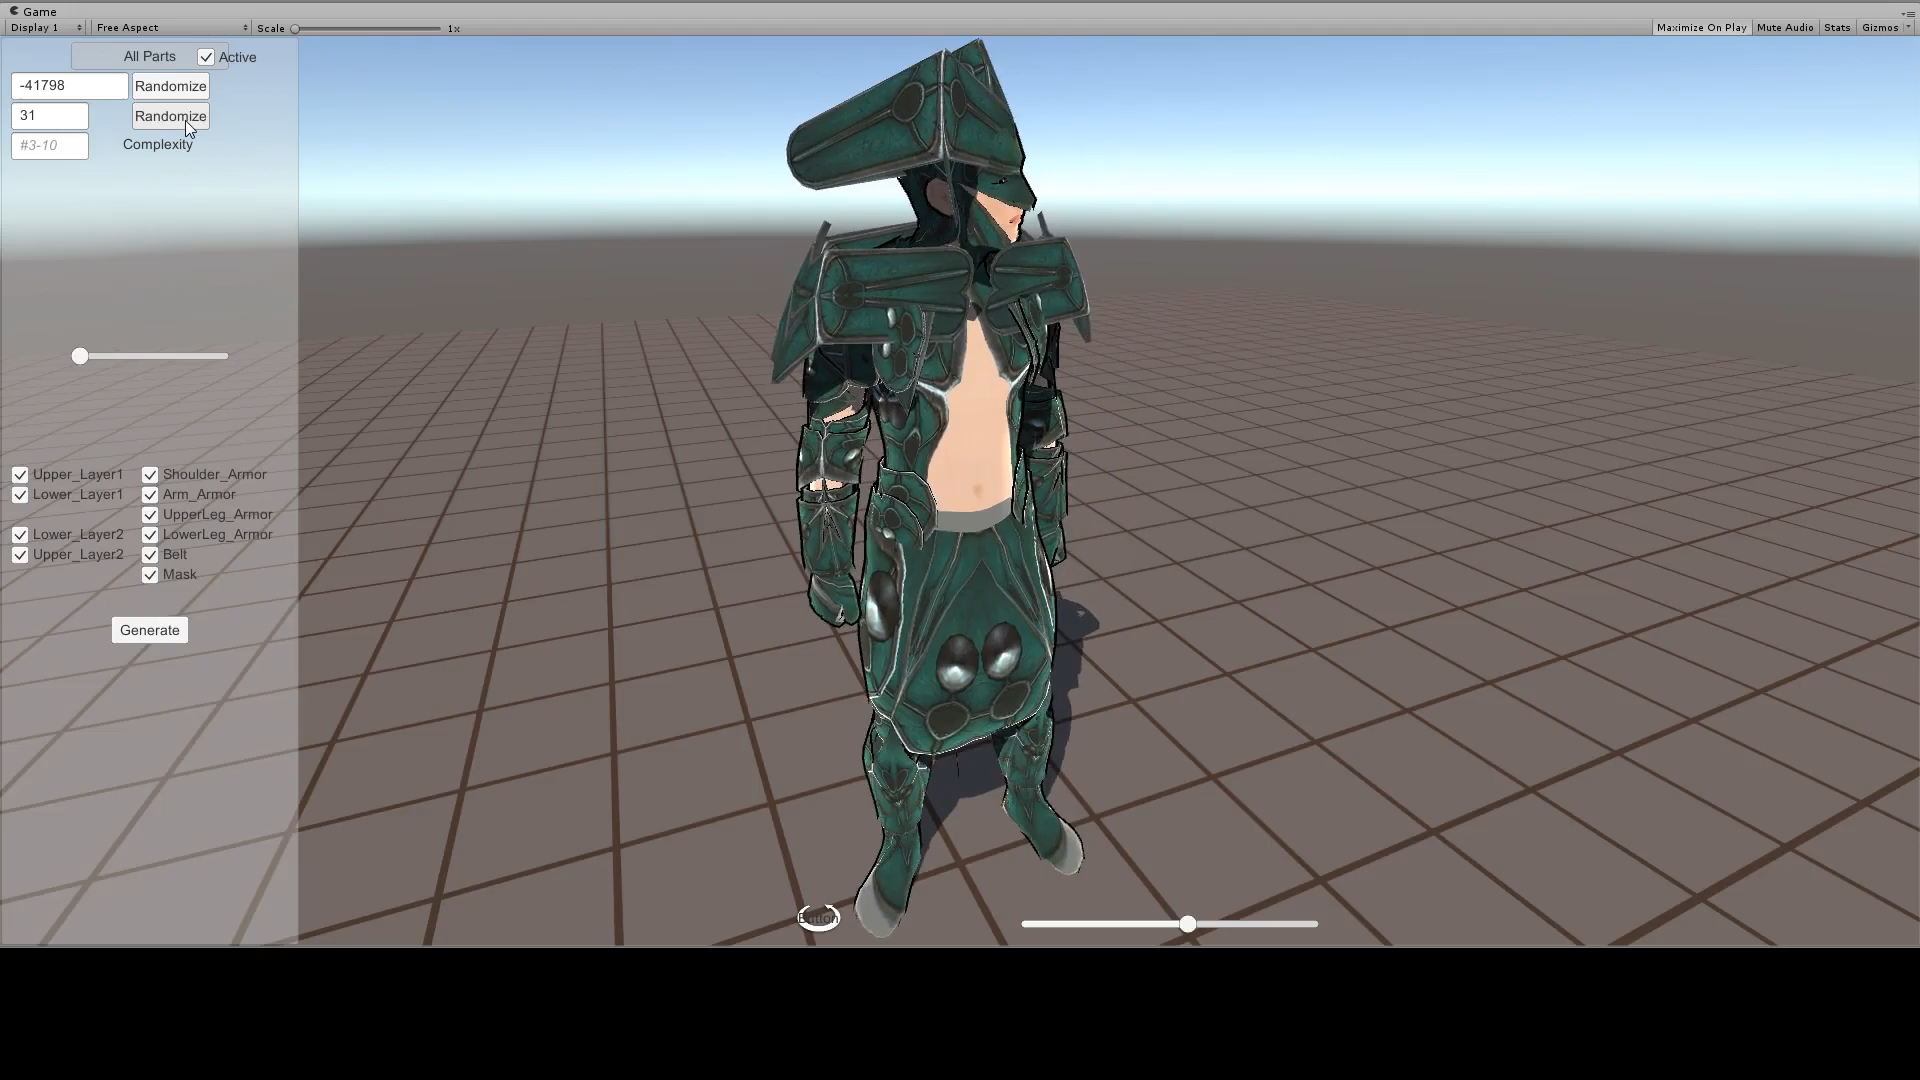 Game
Display 1 Free Aspect Scale 1x Maximize On Play Mute Audio Stats Gizmos
All Parts Active
-41798 Randomize
31 Randomize
#3-10 Complexity
Upper_Layer1 Shoulder_Armor
Lower_Layer1 Arm_Armor
UpperLeg_Armor
Lower_Layer2 LowerLeg_Armor
Upper_Layer2 Belt
Mask
Generate
Button